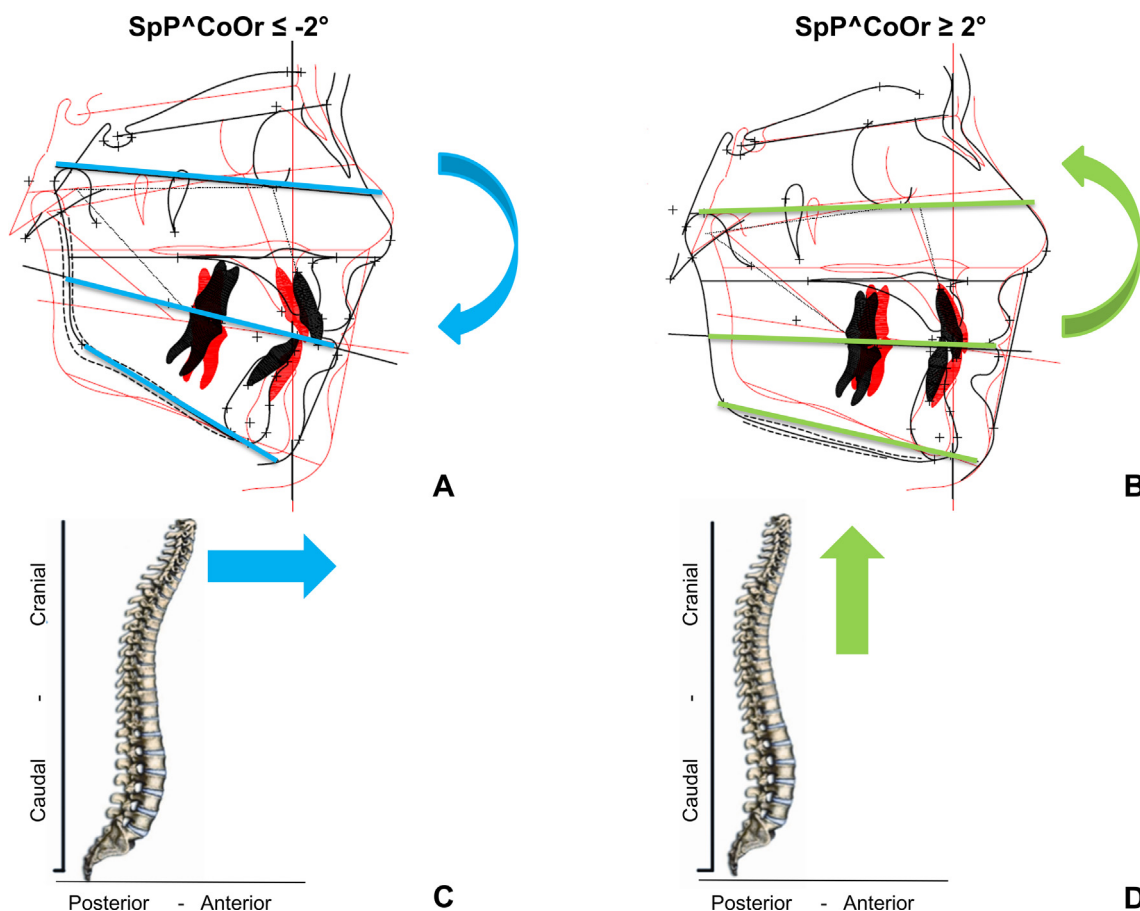 SpP^CoOr ≤ -2°
SpP^CoOr ≥ 2°
A
B
Cranial
-
Caudal
Posterior - Anterior
C
Cranial
-
Caudal
Posterior - Anterior
D